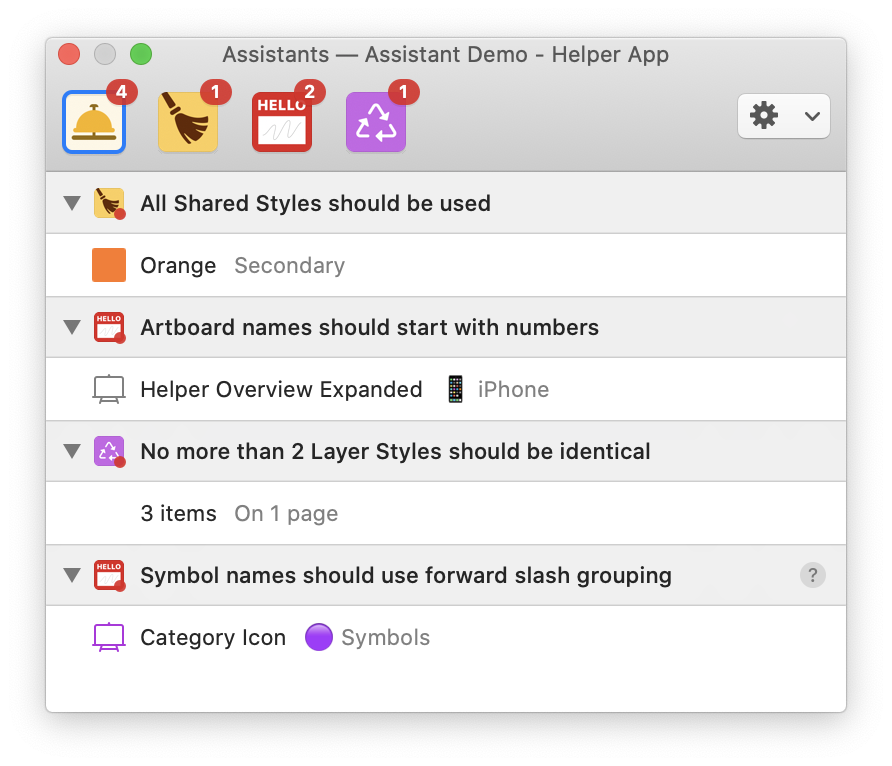 Assistants — Assistant Demo - Helper App
4 1 2 1
HELLO
All Shared Styles should be used
Orange Secondary
HELLO Artboard names should start with numbers
Helper Overview Expanded iPhone
No more than 2 Layer Styles should be identical
3 items On 1 page
HELLO Symbol names should use forward slash grouping ?
Category Icon Symbols